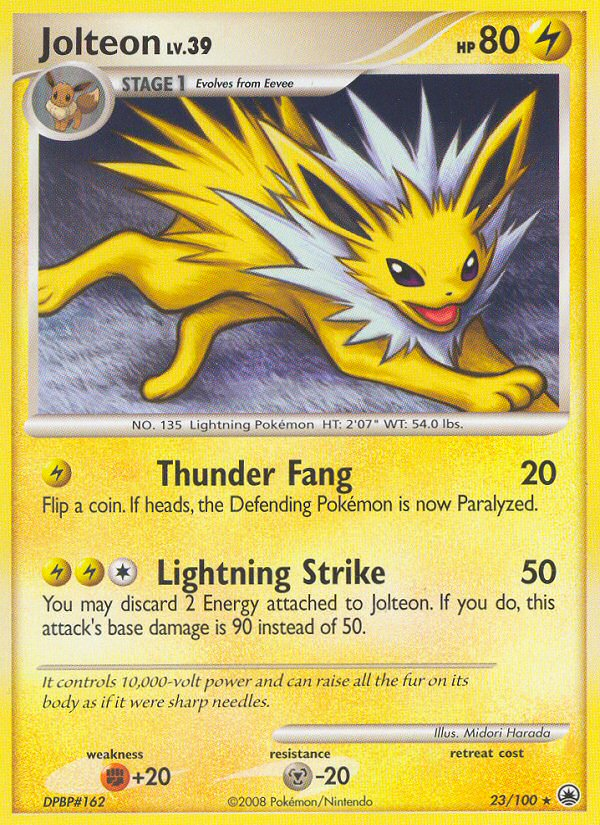 Jolteon LV.39 HP 80
STAGE 1 Evolves from Eevee
NO. 135 Lightning Pokémon HT: 2'07" WT: 54.0 lbs.
Thunder Fang 20
Flip a coin. If heads, the Defending Pokémon is now Paralyzed.
Lightning Strike 50
You may discard 2 Energy attached to Jolteon. If you do, this
attack's base damage is 90 instead of 50.
It controls 10,000-volt power and can raise all the fur on its
body as if it were sharp needles.
Illus. Midori Harada
weakness resistance retreat cost
+20 -20
DPBP#162 ©2008 Pokémon/Nintendo 23/100 ★